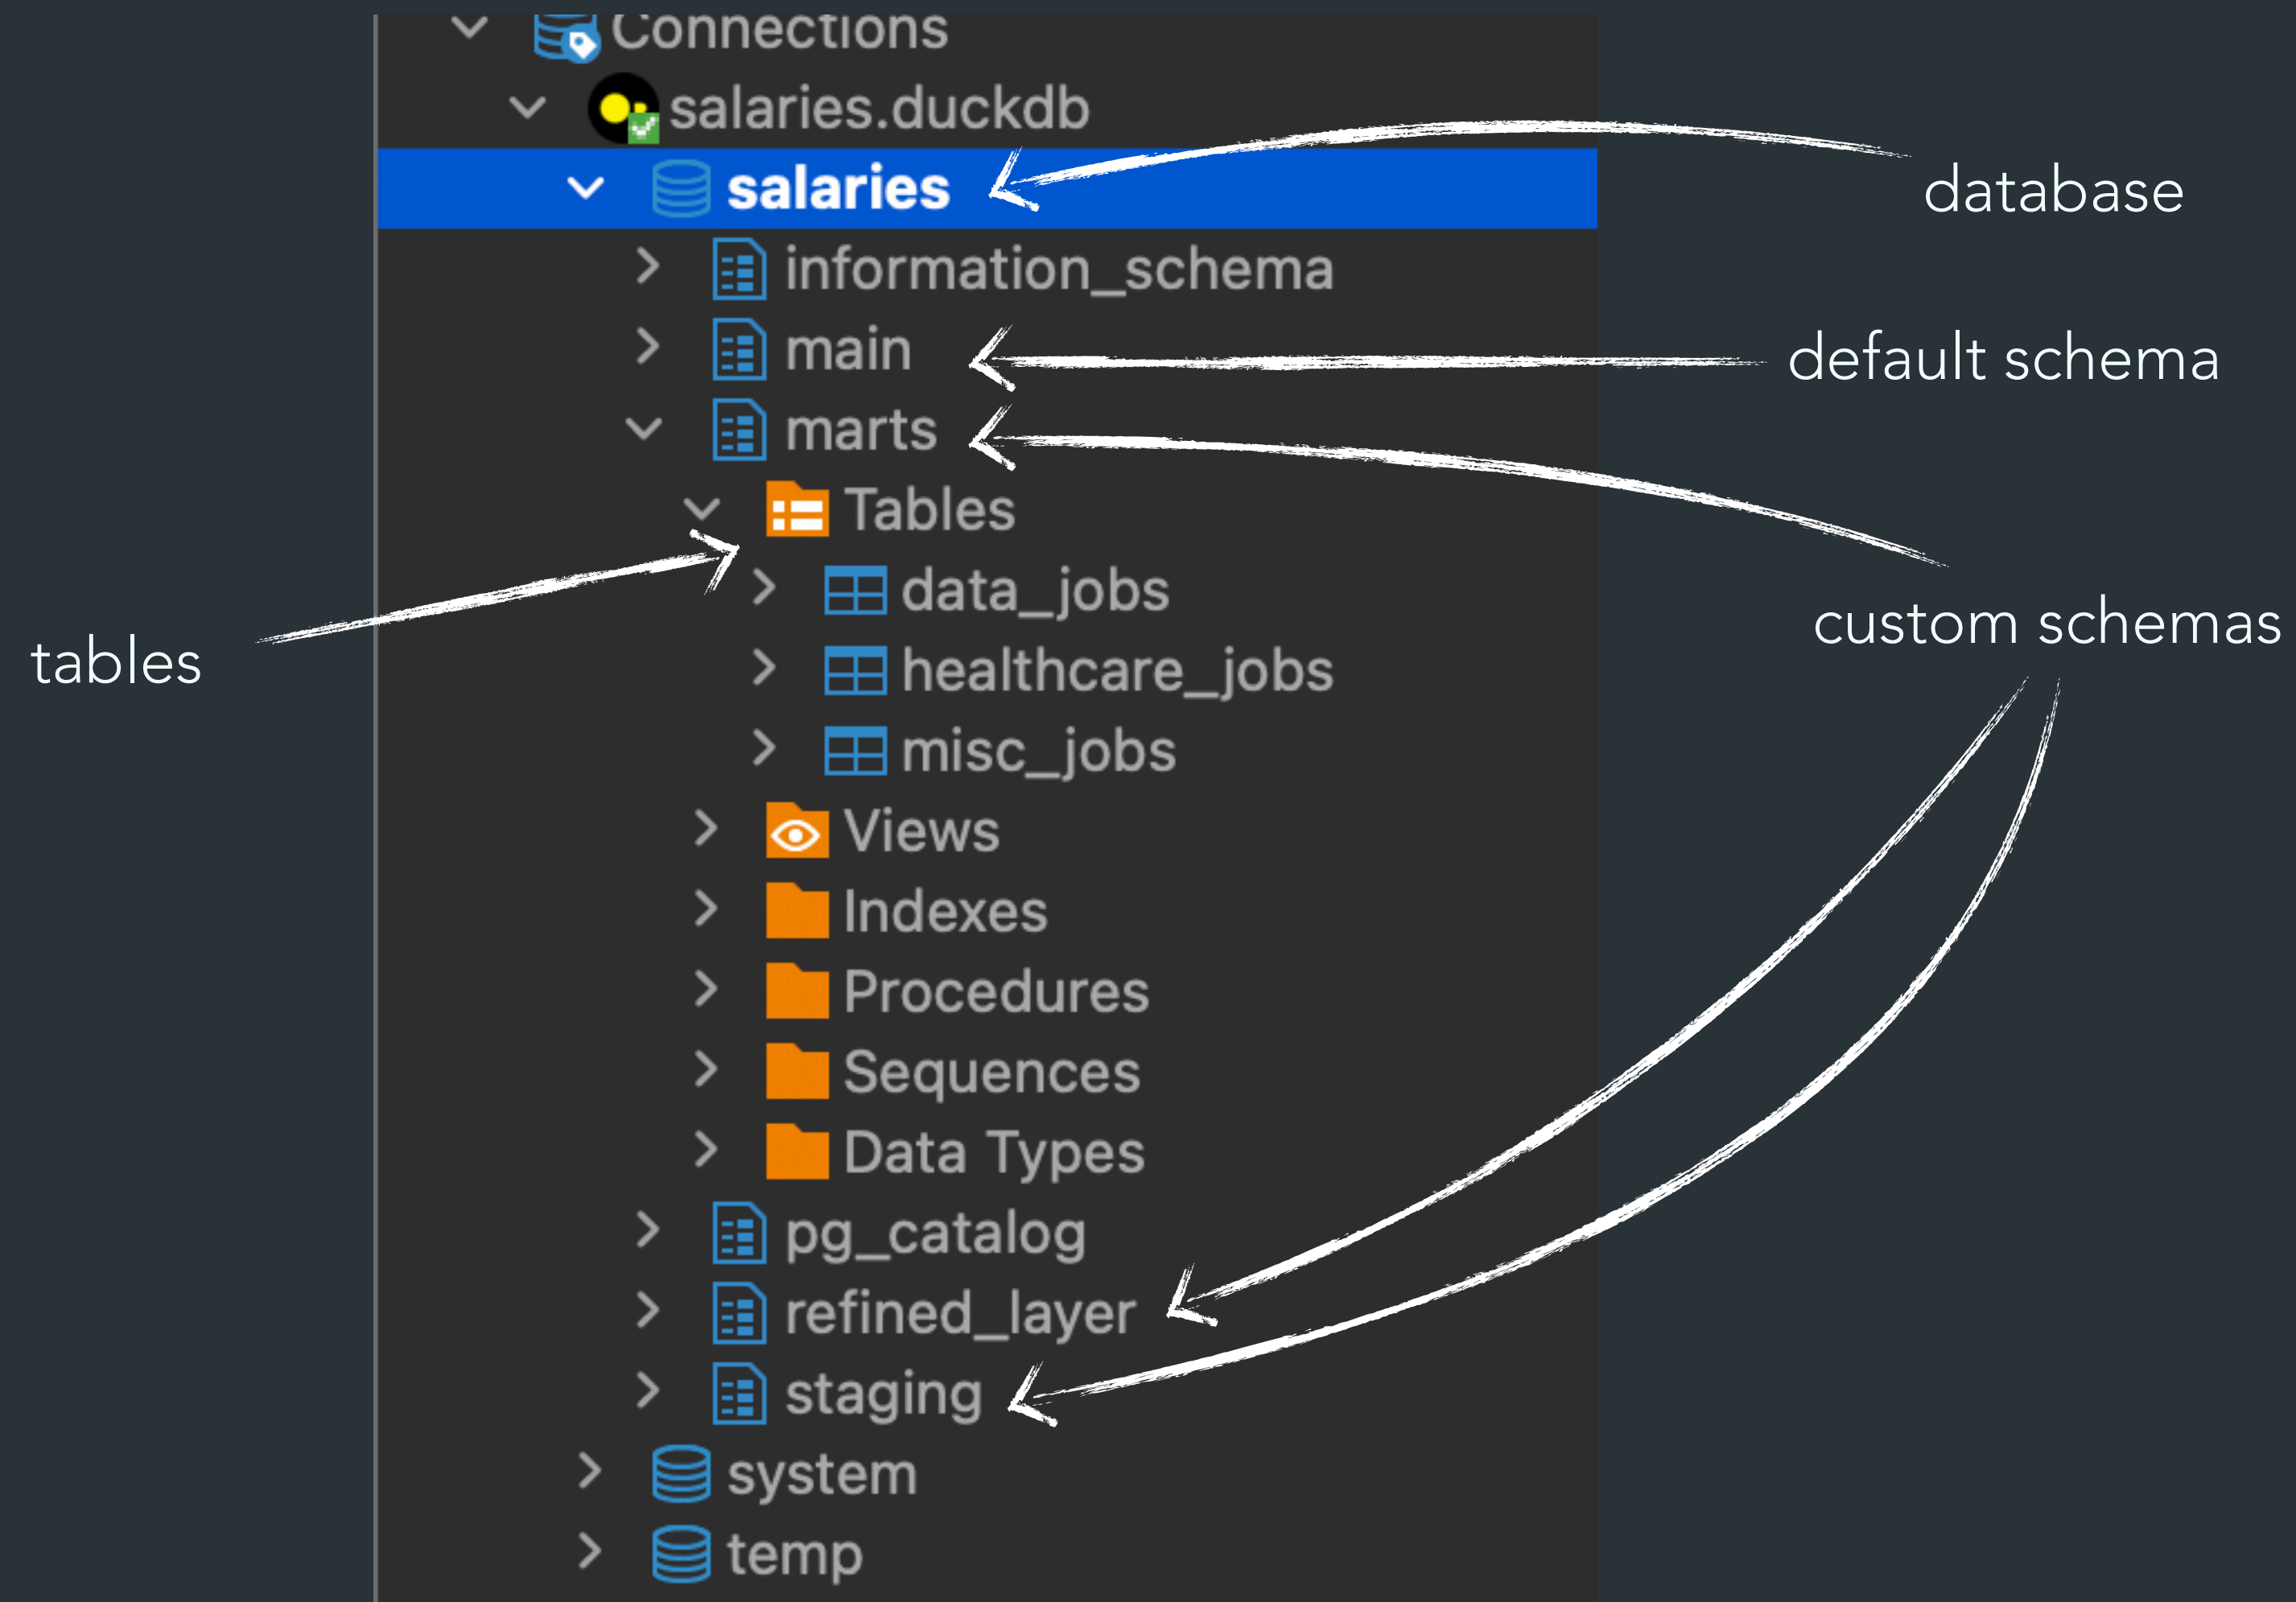 Connections
salaries.duckdb
salaries
database
information_schema
main
default schema
marts
Tables
data_jobs
custom schemas
tables
healthcare_jobs
misc_jobs
Views
Indexes
Procedures
Sequences
Data Types
pg_catalog
refined_layer
staging
system
temp